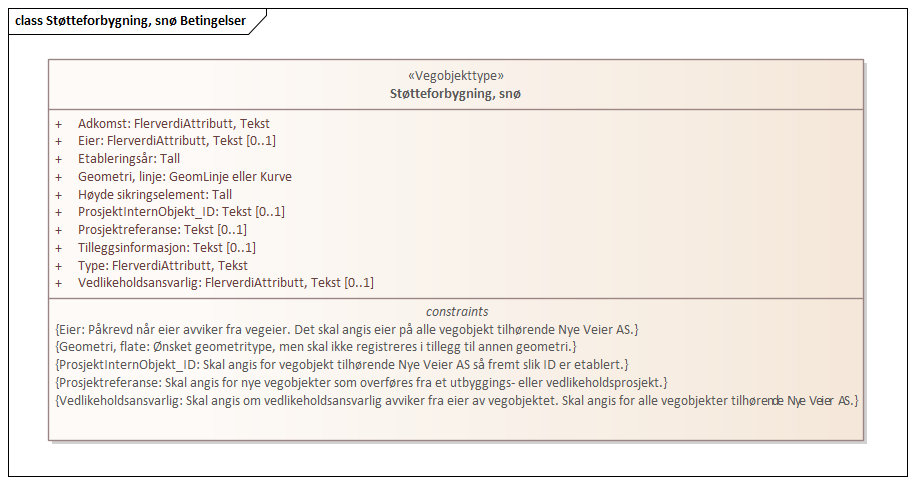 class Støtteforbygning, snø Betingelser
«Vegobjekttype»
Støtteforbygning, snø
+ Adkomst: FlerverdiAttributt, Tekst
+ Eier: FlerverdiAttributt, Tekst [0..1]
+ Etableringsår: Tall
+ Geometri, linje: GeomLinje eller Kurve
+ Høyde sikringselement: Tall
+ ProsjektInternObjekt_ID: Tekst [0..1]
+ Prosjektreferanse: Tekst [0..1]
+ Tilleggsinformasjon: Tekst [0..1]
+ Type: FlerverdiAttributt, Tekst
+ Vedlikeholdsansvarlig: FlerverdiAttributt, Tekst [0..1]
constraints
{Eier: Påkrevd når eier avviker fra vegeier. Det skal angis eier på alle vegobjekt tilhørende Nye Veier AS.}
{Geometri, flate: Ønsket geometritype, men skal ikke registreres i tillegg til annen geometri.}
{ProsjektInternObjekt_ID: Skal angis for vegobjekt tilhørende Nye Veier AS så fremt slik ID er etablert.}
{Prosjektreferanse: Skal angis for nye vegobjekter som overføres fra et utbyggings- eller vedlikeholdsprosjekt.}
{Vedlikeholdsansvarlig: Skal angis om vedlikeholdsansvarlig avviker fra eier av vegobjektet. Skal angis for alle vegobjekter tilhørende Nye Veier AS.}